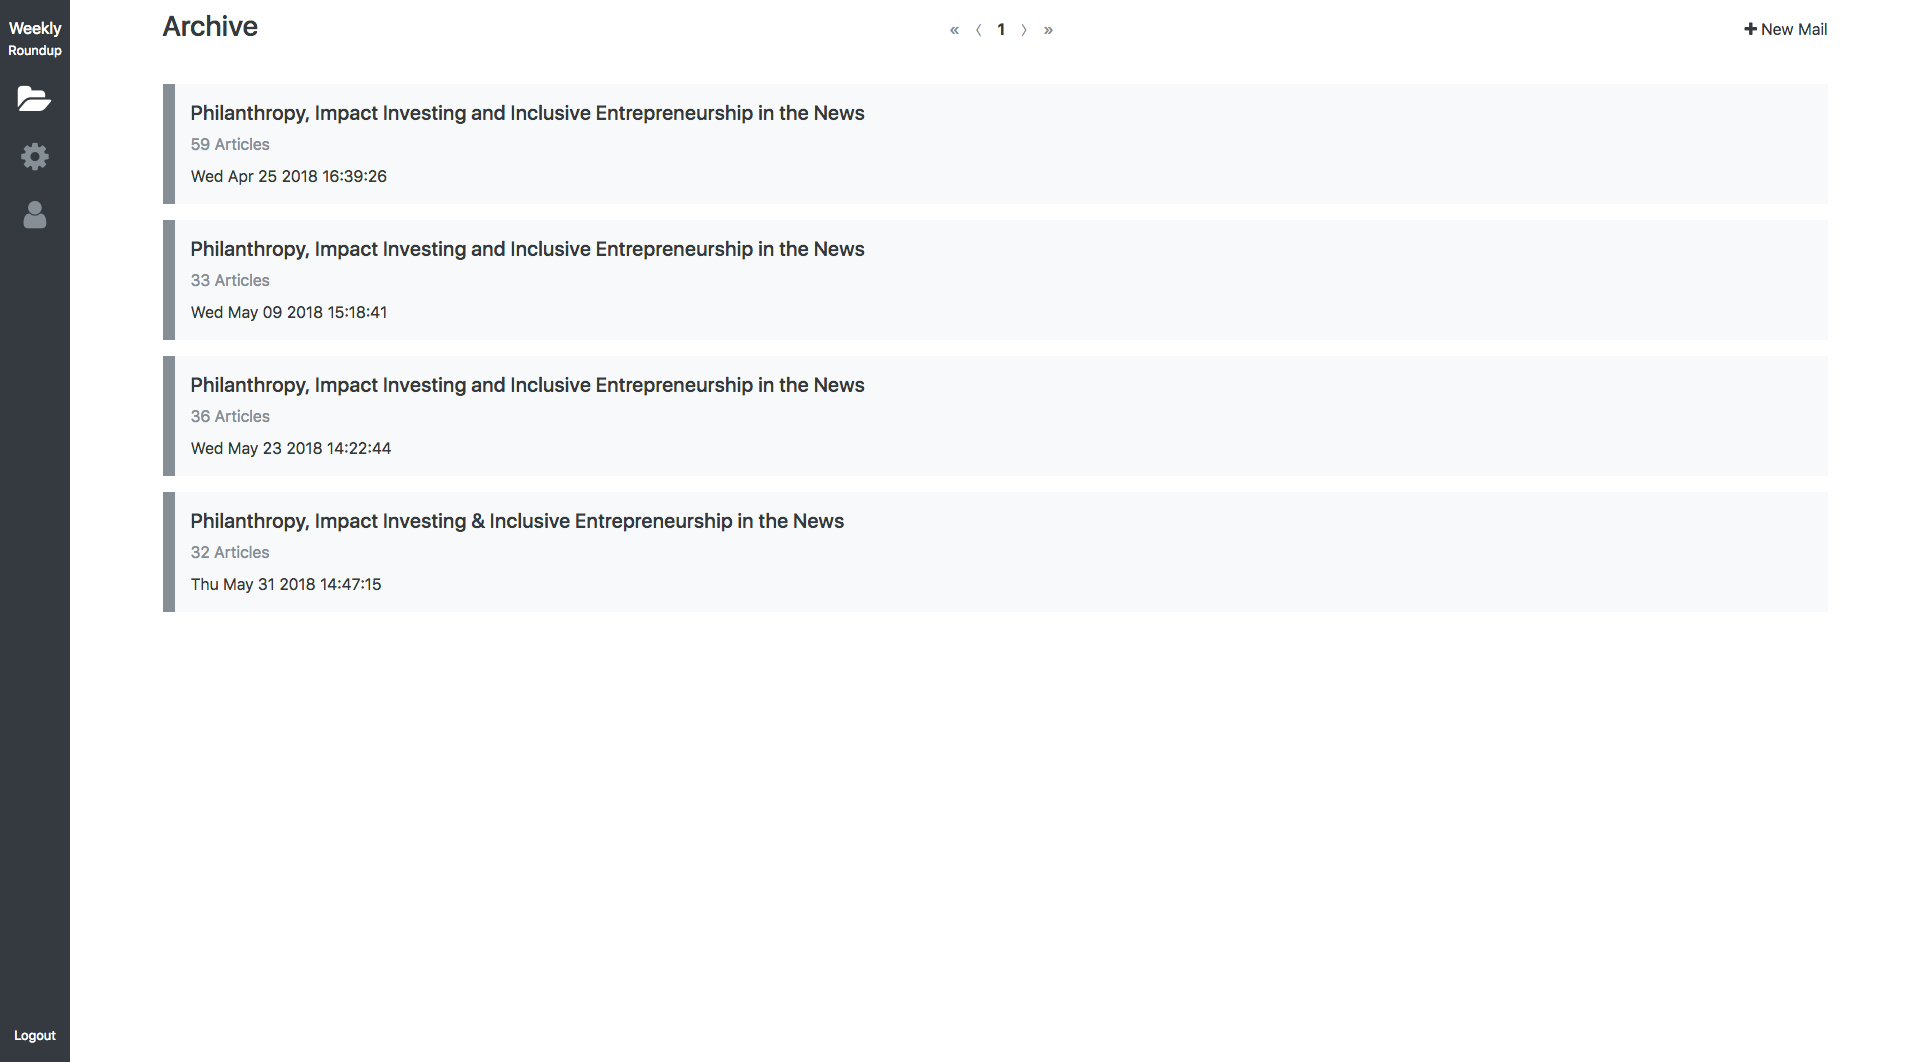 Weekly
Roundup
Archive
« 〈 1 〉 »
New Mail
Philanthropy, Impact Investing and Inclusive Entrepreneurship in the News
59 Articles
Wed Apr 25 2018 16:39:26
Philanthropy, Impact Investing and Inclusive Entrepreneurship in the News
33 Articles
Wed May 09 2018 15:18:41
Philanthropy, Impact Investing and Inclusive Entrepreneurship in the News
36 Articles
Wed May 23 2018 14:22:44
Philanthropy, Impact Investing & Inclusive Entrepreneurship in the News
32 Articles
Thu May 31 2018 14:47:15
Logout